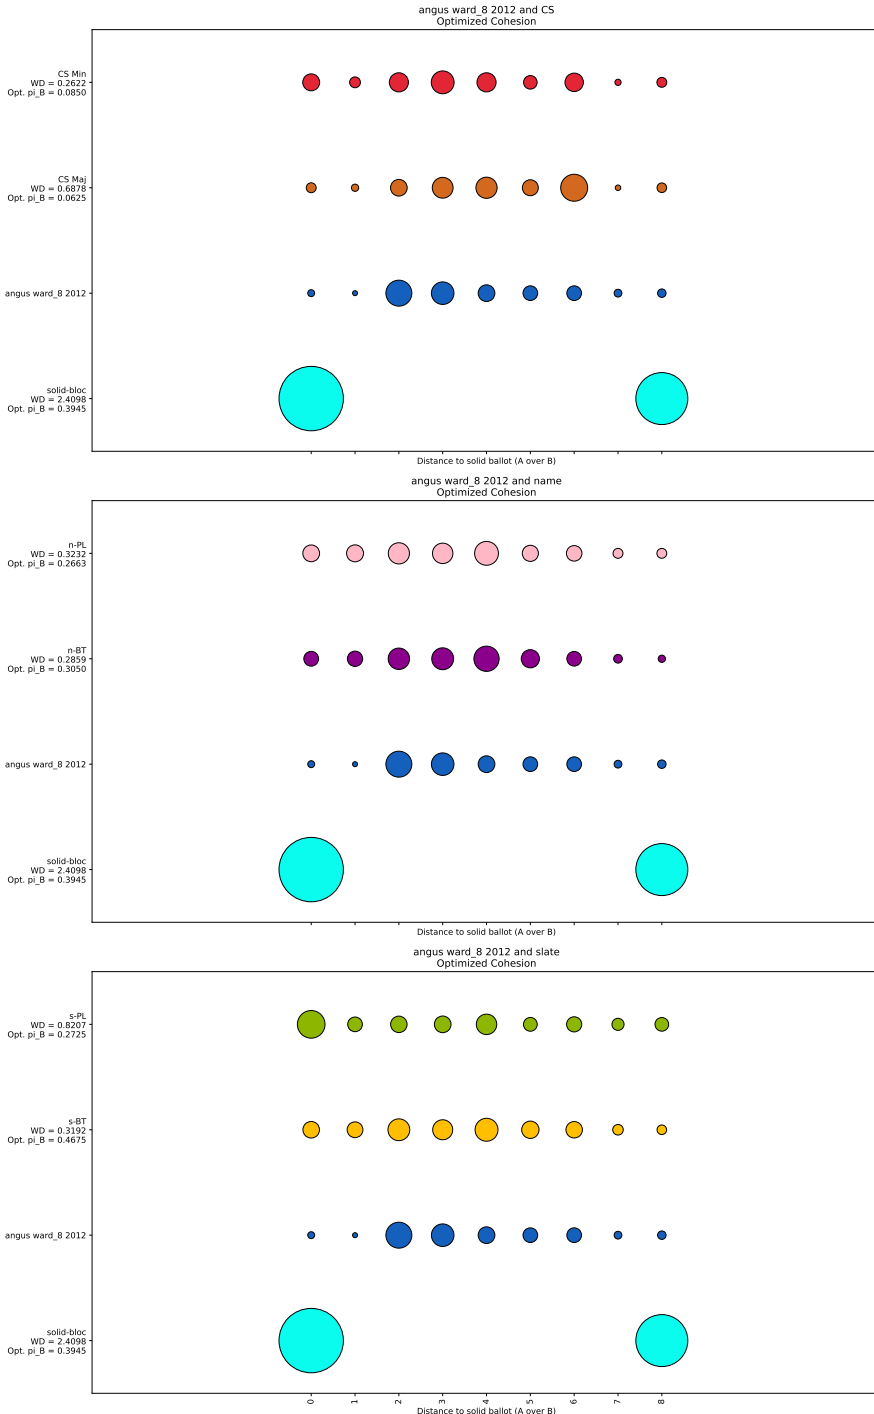 angus ward_8 2012 and CS
Optimized Cohesion
CS Min
WD = 0.2622
Opt. pi_B = 0.0850
CS Maj
WD = 0.6878
Opt. pi_B = 0.0625
angus ward_8 2012
solid-bloc
WD = 2.4098
Opt. pi_B = 0.3945
Distance to solid ballot (A over B)
angus ward_8 2012 and name
Optimized Cohesion
n-PL
WD = 0.3232
Opt. pi_B = 0.2663
n-BT
WD = 0.2859
Opt. pi_B = 0.3050
angus ward_8 2012
solid-bloc
WD = 2.4098
Opt. pi_B = 0.3945
Distance to solid ballot (A over B)
angus ward_8 2012 and slate
Optimized Cohesion
s-PL
WD = 0.8207
Opt. pi_B = 0.2725
s-BT
WD = 0.3192
Opt. pi_B = 0.4675
angus ward_8 2012
solid-bloc
WD = 2.4098
Opt. pi_B = 0.3945
0 1 2 3 4 5 6 7 8
Distance to solid ballot (A over B)